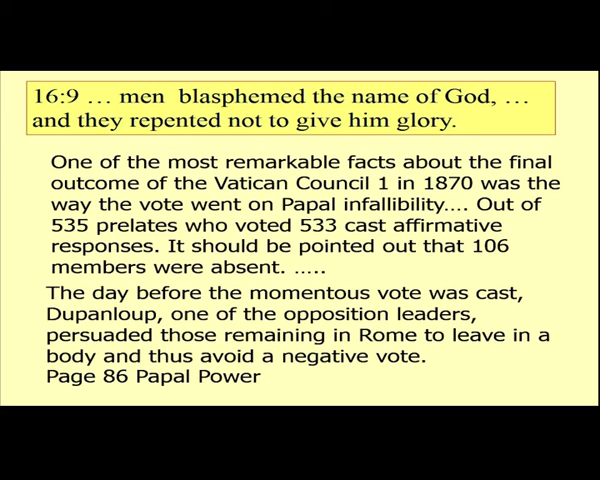 16:9 … men blasphemed the name of God, …
and they repented not to give him glory.
One of the most remarkable facts about the final
outcome of the Vatican Council 1 in 1870 was the
way the vote went on Papal infallibility…. Out of
535 prelates who voted 533 cast affirmative
responses. It should be pointed out that 106
members were absent. …..
The day before the momentous vote was cast,
Dupanloup, one of the opposition leaders,
persuaded those remaining in Rome to leave in a
body and thus avoid a negative vote.
Page 86 Papal Power